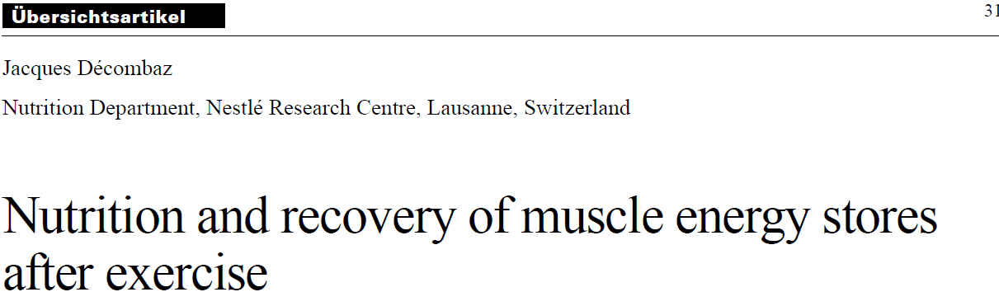 Übersichtsartikel
31
Jacques Décombaz
Nutrition Department, Nestlé Research Centre, Lausanne, Switzerland
Nutrition and recovery of muscle energy stores
after exercise